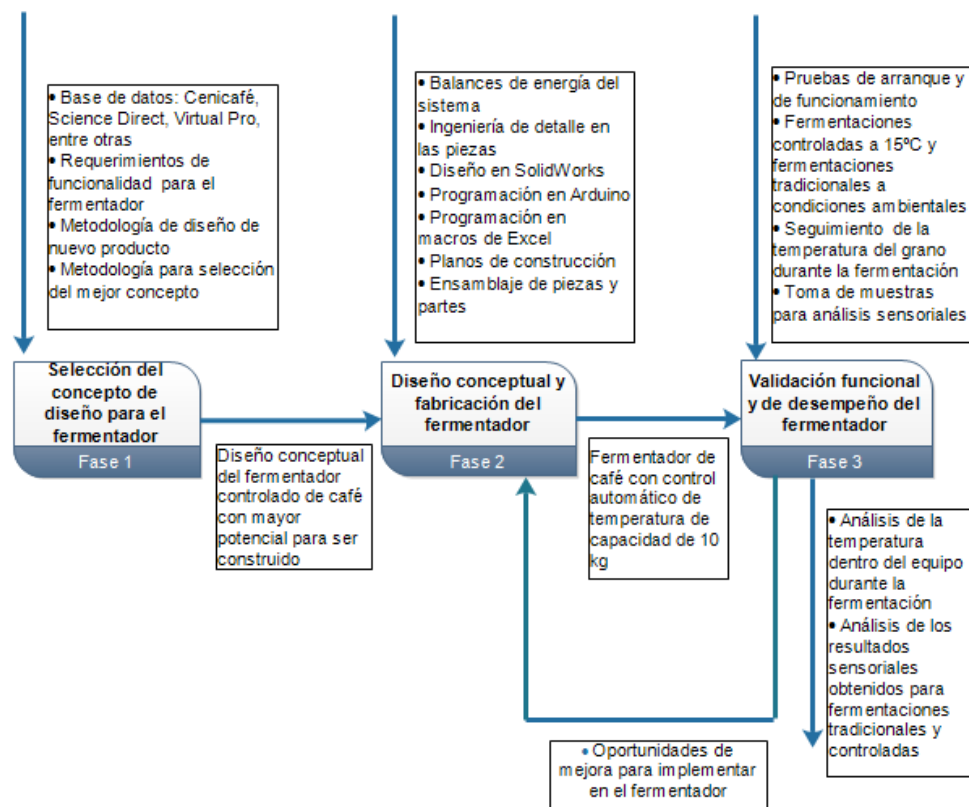 • Base de datos: Cenicafé,
Science Direct, Virtual Pro,
entre otras
• Requerimientos de
funcionalidad para el
fermentador
• Metodología de diseño de
nuevo producto
• Metodología para selección
del mejor concepto
• Balances de energía del
sistema
• Ingeniería de detalle en
las piezas
• Diseño en SolidWorks
• Programación en Arduino
• Programación en
macros de Excel
• Planos de construcción
• Ensamblaje de piezas y
partes
• Pruebas de arranque y
de funcionamiento
• Fermentaciones
controladas a 15ºC y
fermentaciones
tradicionales a
condiciones ambientales
• Seguimiento de la
temperatura del grano
durante la fermentación
• Toma de muestras
para análisis sensoriales
Selección del
concepto de
diseño para el
fermentador
Fase 1
Diseño conceptual
del fermentador
controlado de café
con mayor
potencial para ser
construido
Diseño conceptual y
fabricación del
fermentador
Fase 2
Fermentador de
café con control
automático de
temperatura de
capacidad de 10
kg
Validación funcional
y de desempeño del
fermentador
Fase 3
• Análisis de la
temperatura
dentro del equipo
durante la
fermentación
• Análisis de los
resultados
sensoriales
obtenidos para
fermentaciones
tradicionales y
controladas
• Oportunidades de
mejora para implementar
en el fermentador